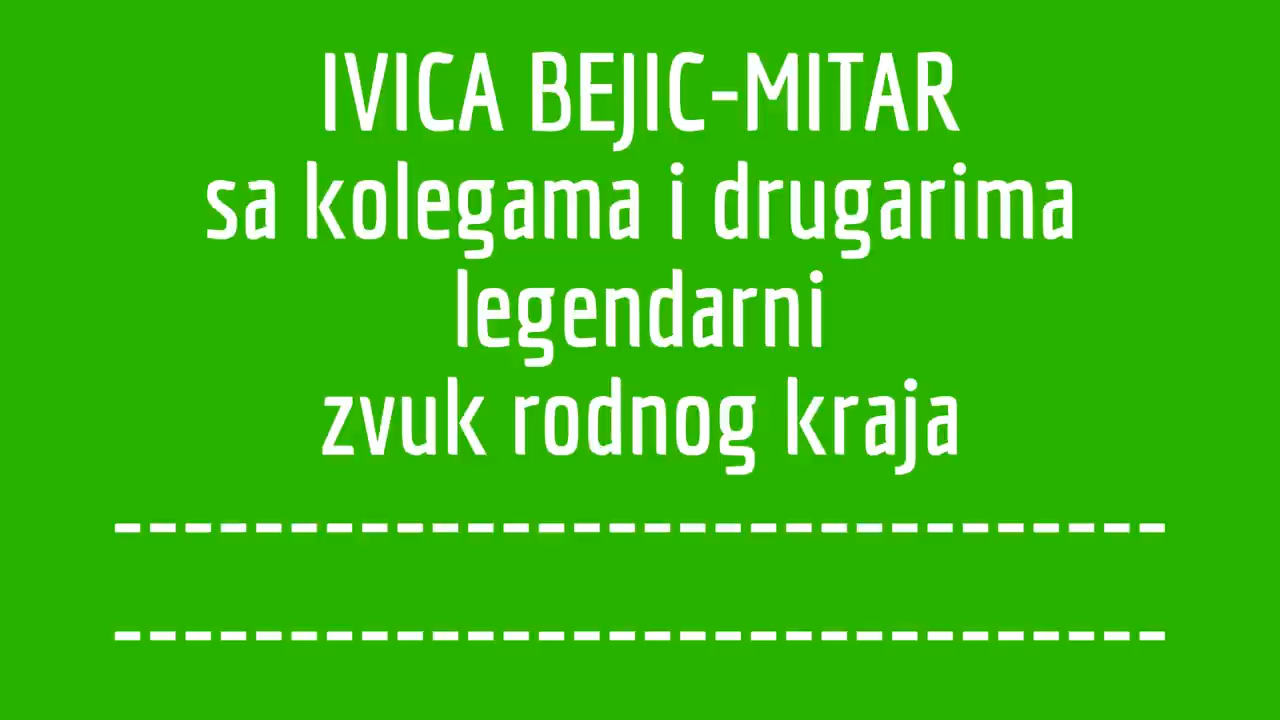 IVICA BEJIC-MITAR
sa kolegama i drugarima
legendarni
zvuk rodnog kraja
------------------------------
------------------------------